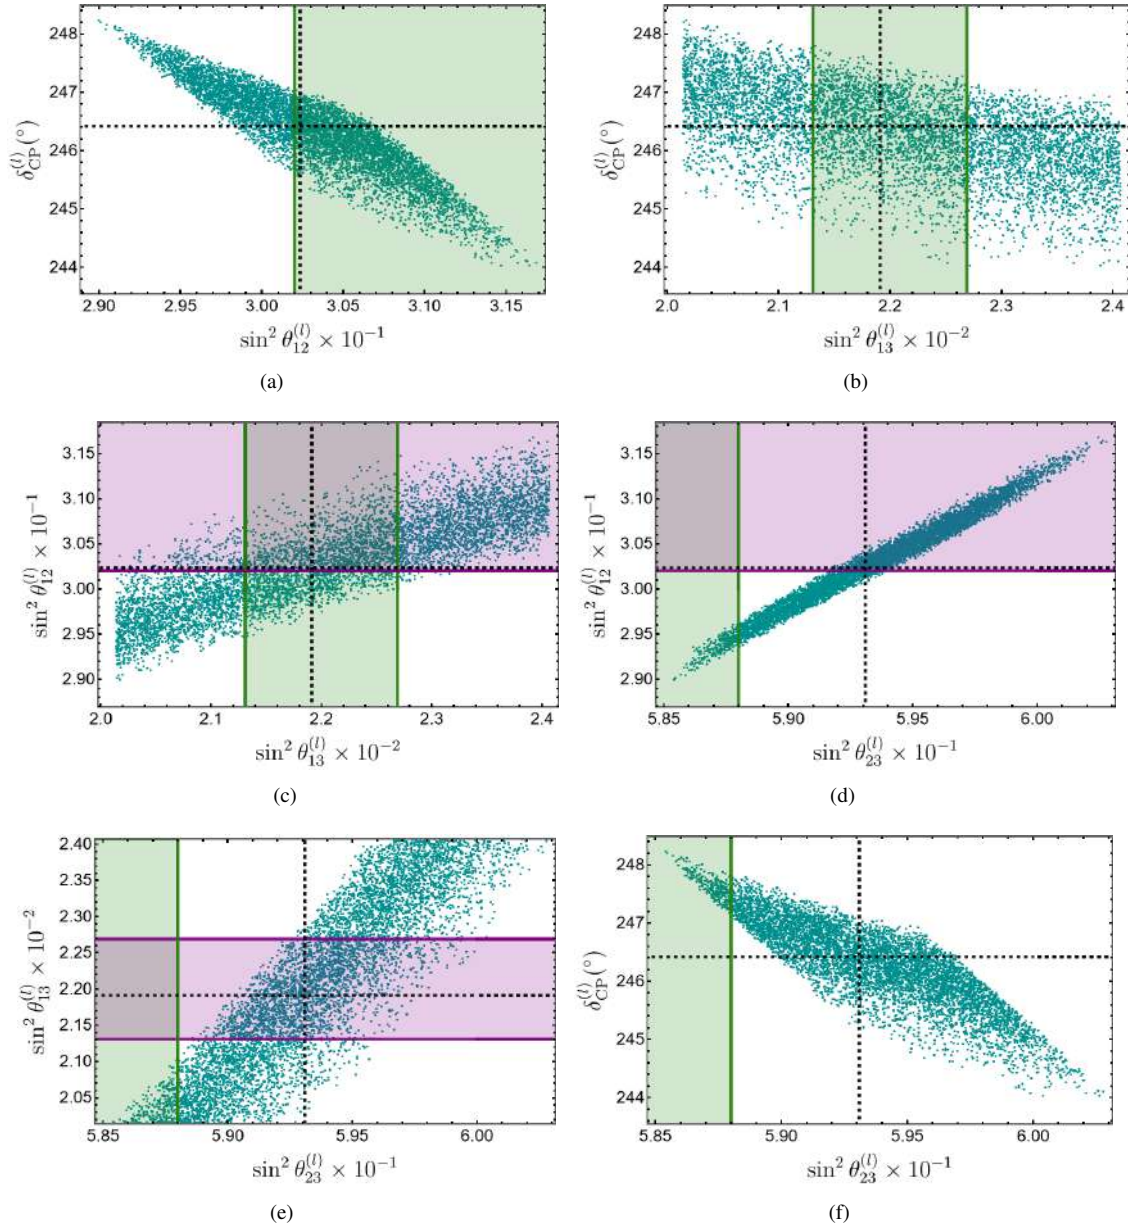 248
247
246
245
244
δ_CP^(l)(°)
2.90 2.95 3.00 3.05 3.10 3.15
sin² θ_12^(l) × 10⁻¹
(a)
248
247
246
245
244
δ_CP^(l)(°)
2.0 2.1 2.2 2.3 2.4
sin² θ_13^(l) × 10⁻²
(b)
3.15
3.10
3.05
3.00
2.95
2.90
sin² θ_12^(l) × 10⁻¹
2.0 2.1 2.2 2.3 2.4
sin² θ_13^(l) × 10⁻²
(c)
3.15
3.10
3.05
3.00
2.95
2.90
sin² θ_12^(l) × 10⁻¹
5.85 5.90 5.95 6.00
sin² θ_23^(l) × 10⁻¹
(d)
2.40
2.35
2.30
2.25
2.20
2.15
2.10
2.05
sin² θ_13^(l) × 10⁻²
5.85 5.90 5.95 6.00
sin² θ_23^(l) × 10⁻¹
(e)
248
247
246
245
244
δ_CP^(l)(°)
5.85 5.90 5.95 6.00
sin² θ_23^(l) × 10⁻¹
(f)